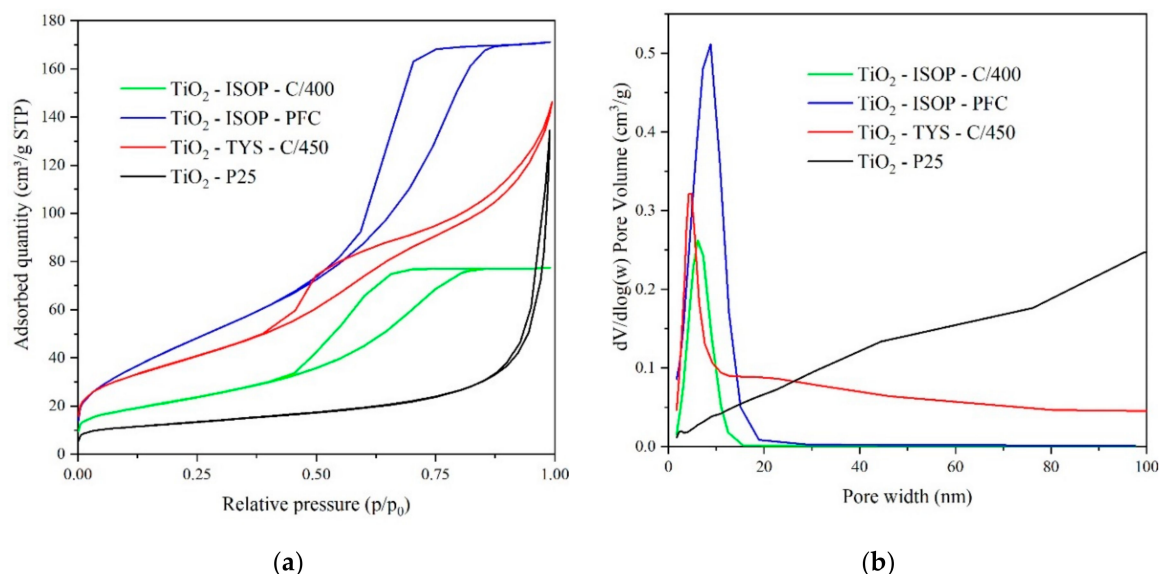 180
160
140
120
100
80
60
40
20
0
Adsorbed quantity (cm³/g STP)
TiO₂ - ISOP - C/400
TiO₂ - ISOP - PFC
TiO₂ - TYS - C/450
TiO₂ - P25
0.00
0.25
0.50
0.75
1.00
Relative pressure (p/p₀)
(a)
0.5
0.4
0.3
0.2
0.1
0.0
dV/dlog(w) Pore Volume (cm³/g)
TiO₂ - ISOP - C/400
TiO₂ - ISOP - PFC
TiO₂ - TYS - C/450
TiO₂ - P25
0
20
40
60
80
100
Pore width (nm)
(b)